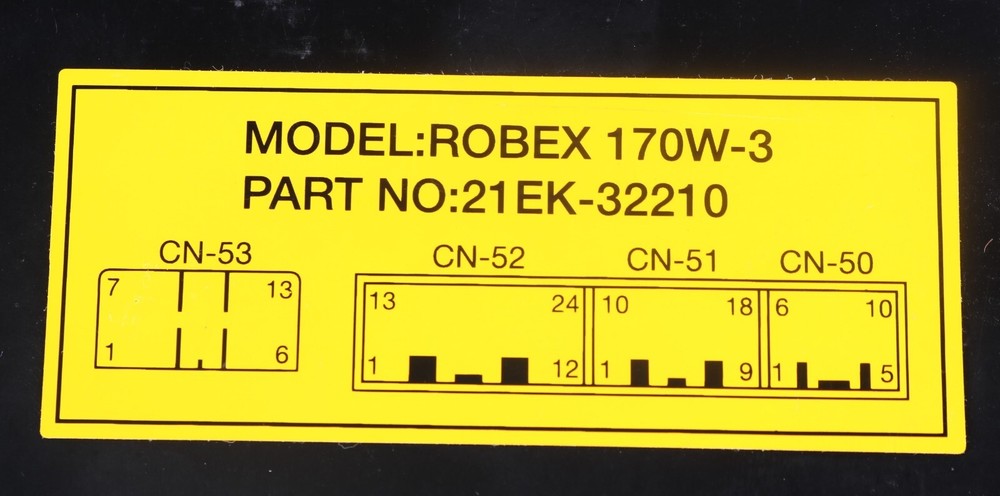 MODEL:ROBEX 170W-3
PART NO:21EK-32210
CN-53 CN-52 CN-51 CN-50
7 13 13 24 10 18 6 10
1 6 1 12 1 9 1 5